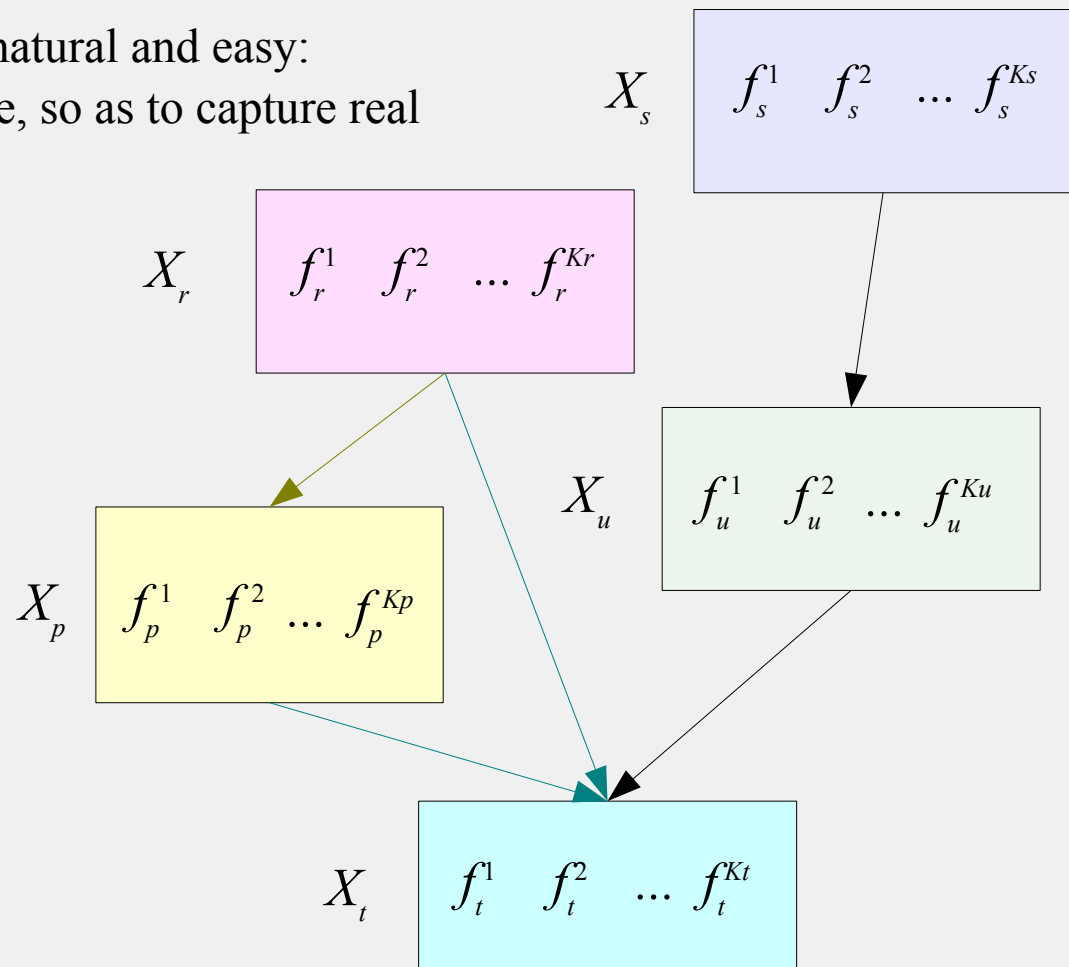 natural and easy:
e, so as to capture real
X_s f_s^1 f_s^2 ... f_s^{Ks}
X_r f_r^1 f_r^2 ... f_r^{Kr}
X_u f_u^1 f_u^2 ... f_u^{Ku}
X_p f_p^1 f_p^2 ... f_p^{Kp}
X_t f_t^1 f_t^2 ... f_t^{Kt}